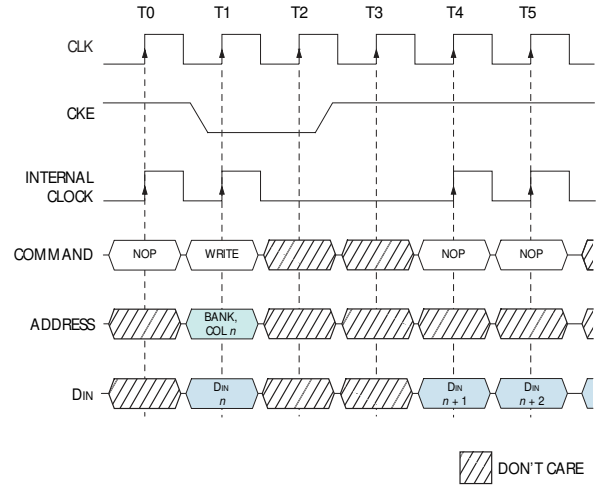 T0 T1 T2 T3 T4 T5
CLK
CKE
INTERNAL
CLOCK
COMMAND NOP WRITE NOP NOP
ADDRESS BANK,
COL n
DIN DIN
n DIN
n + 1 DIN
n + 2
DON'T CARE